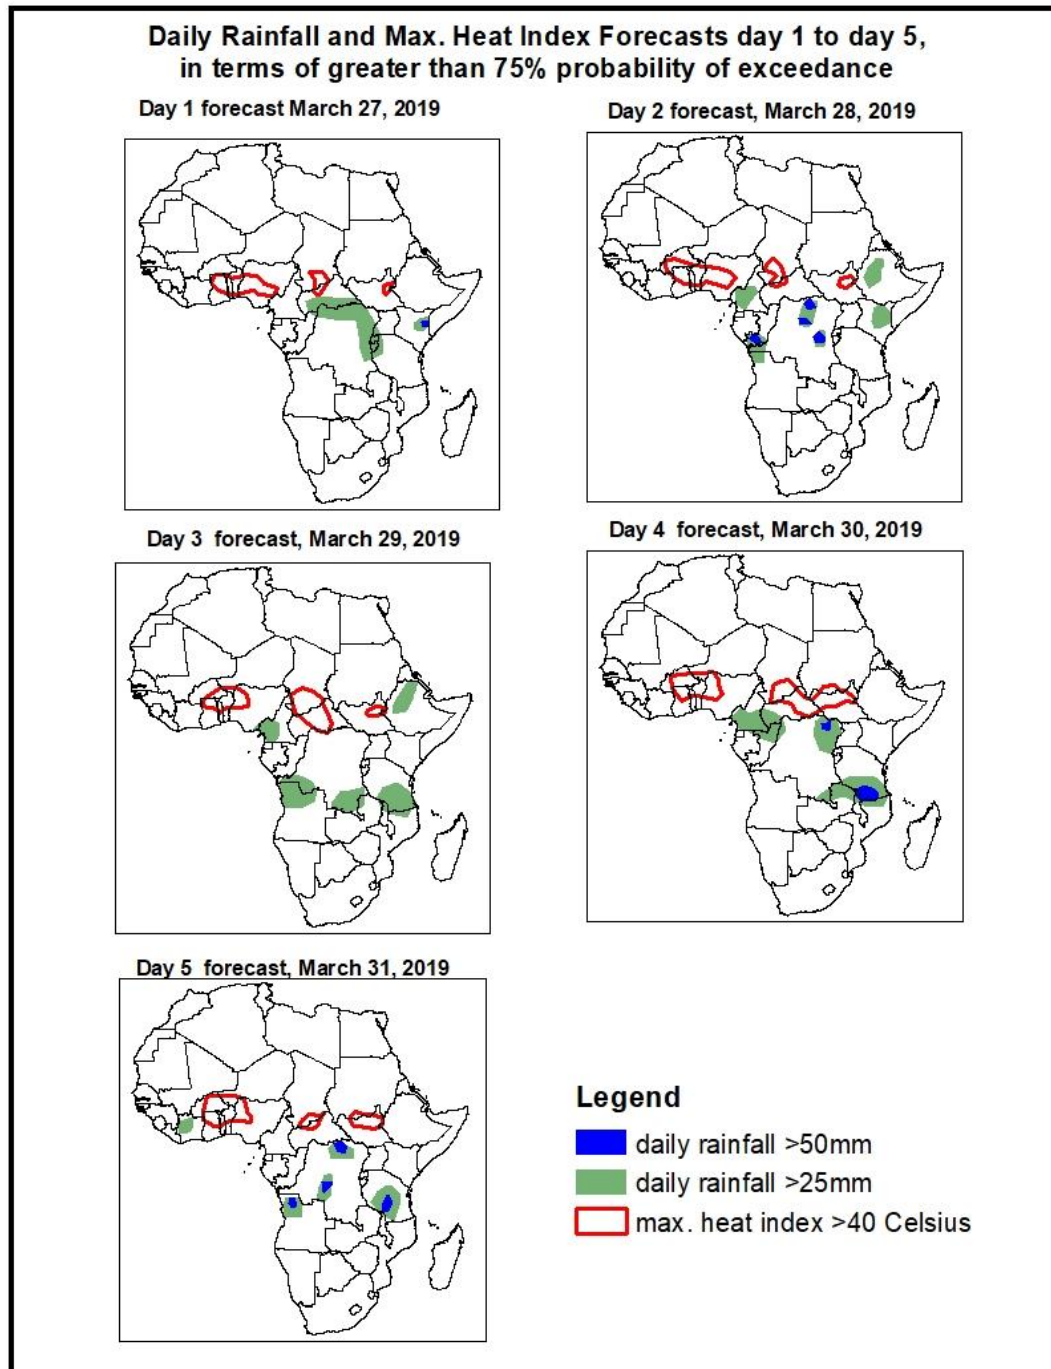 Daily Rainfall and Max. Heat Index Forecasts day 1 to day 5,
in terms of greater than 75% probability of exceedance
Day 1 forecast March 27, 2019
Day 2 forecast, March 28, 2019
Day 3 forecast, March 29, 2019
Day 4 forecast, March 30, 2019
Day 5 forecast, March 31, 2019
Legend
daily rainfall >50mm
daily rainfall >25mm
max. heat index >40 Celsius